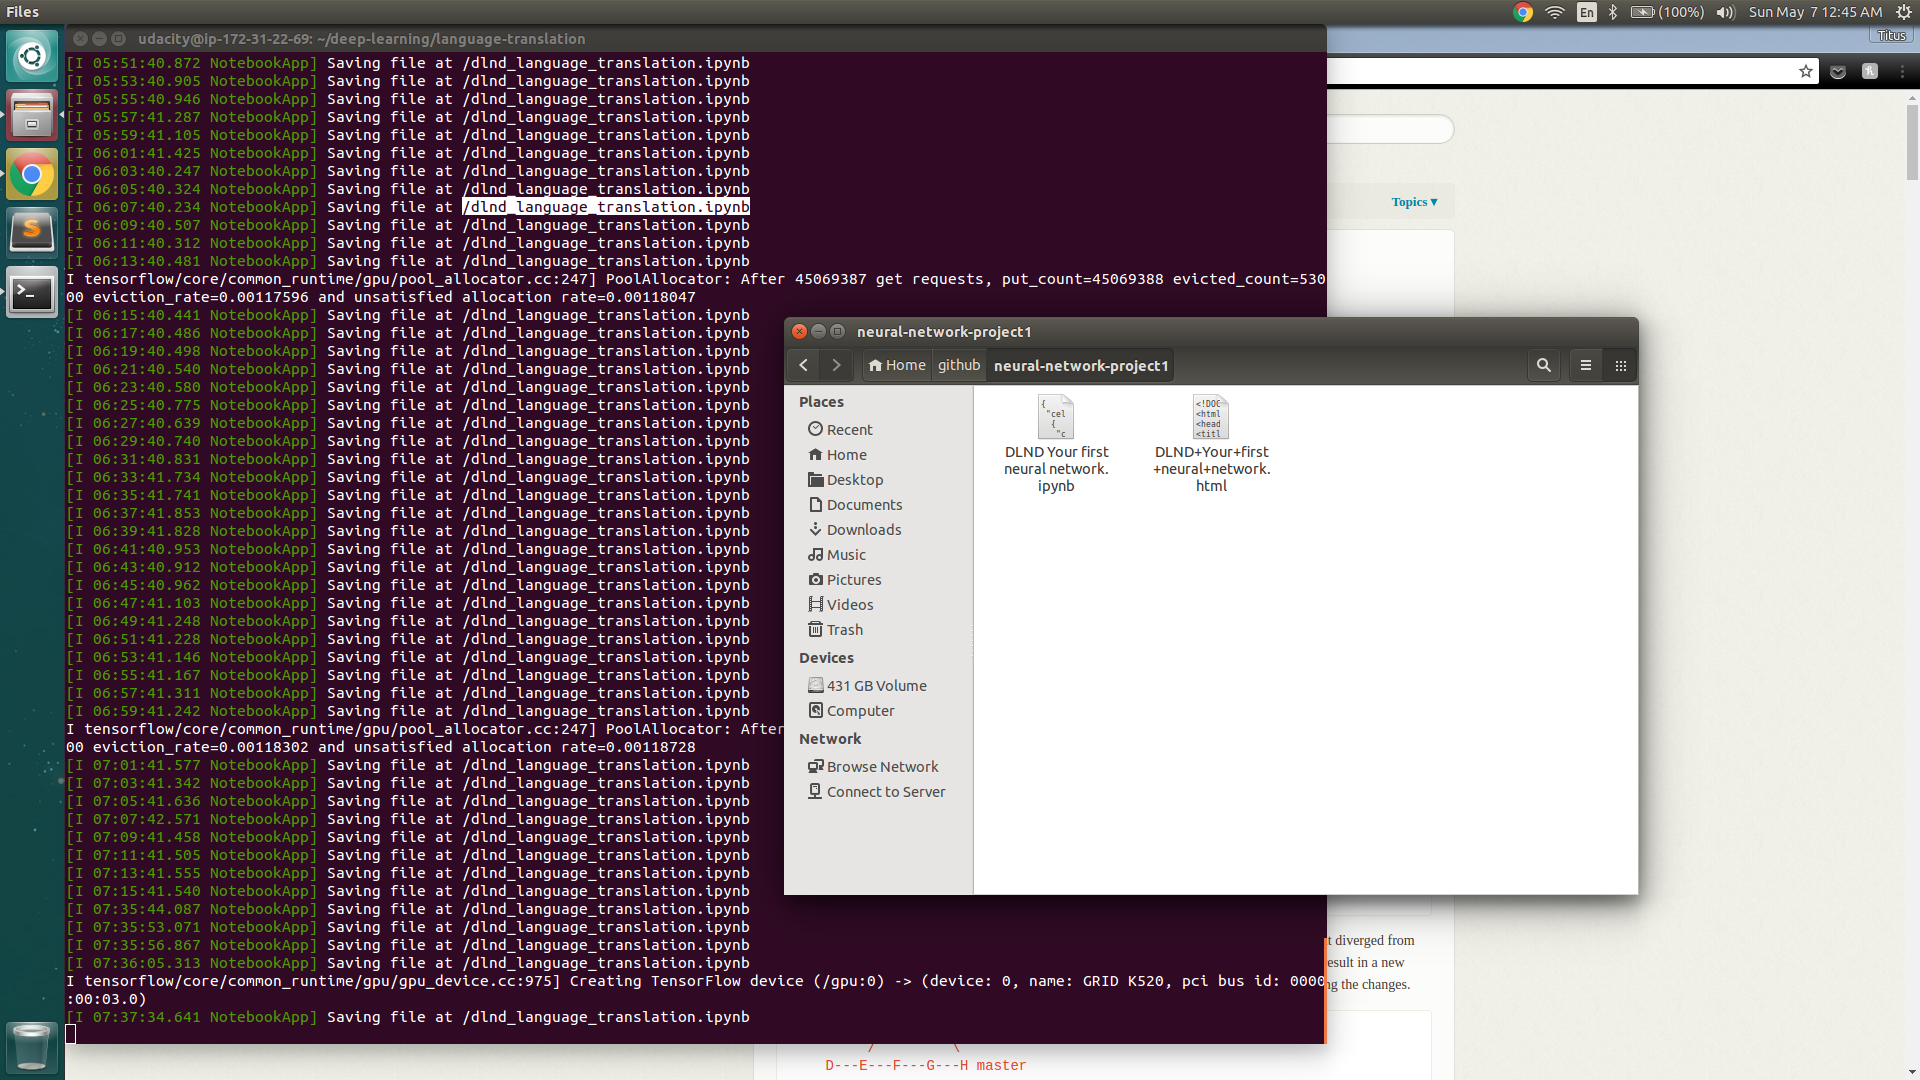 Files
En
(100%)
Sun May 7 12:45 AM
Titus
udacity@ip-172-31-22-69: ~/deep-learning/language-translation
[I 05:51:40.872 NotebookApp] Saving file at /dlnd_language_translation.ipynb
[I 05:53:40.905 NotebookApp] Saving file at /dlnd_language_translation.ipynb
[I 05:55:40.946 NotebookApp] Saving file at /dlnd_language_translation.ipynb
[I 05:57:41.287 NotebookApp] Saving file at /dlnd_language_translation.ipynb
[I 05:59:41.105 NotebookApp] Saving file at /dlnd_language_translation.ipynb
[I 06:01:41.425 NotebookApp] Saving file at /dlnd_language_translation.ipynb
[I 06:03:40.247 NotebookApp] Saving file at /dlnd_language_translation.ipynb
[I 06:05:40.324 NotebookApp] Saving file at /dlnd_language_translation.ipynb
[I 06:07:40.234 NotebookApp] Saving file at /dlnd_language_translation.ipynb
[I 06:09:40.507 NotebookApp] Saving file at /dlnd_language_translation.ipynb
[I 06:11:40.312 NotebookApp] Saving file at /dlnd_language_translation.ipynb
[I 06:13:40.481 NotebookApp] Saving file at /dlnd_language_translation.ipynb
I tensorflow/core/common_runtime/gpu/pool_allocator.cc:247] PoolAllocator: After 45069387 get requests, put_count=45069388 evicted_count=530
00 eviction_rate=0.00117596 and unsatisfied allocation rate=0.00118047
[I 06:15:40.441 NotebookApp] Saving file at /dlnd_language_translation.ipynb
[I 06:17:40.486 NotebookApp] Saving file at /dlnd_language_translation.ipynb
[I 06:19:40.498 NotebookApp] Saving file at /dlnd_language_translation.ipynb
[I 06:21:40.540 NotebookApp] Saving file at /dlnd_language_translation.ipynb
[I 06:23:40.580 NotebookApp] Saving file at /dlnd_language_translation.ipynb
[I 06:25:40.775 NotebookApp] Saving file at /dlnd_language_translation.ipynb
[I 06:27:40.639 NotebookApp] Saving file at /dlnd_language_translation.ipynb
[I 06:29:40.740 NotebookApp] Saving file at /dlnd_language_translation.ipynb
[I 06:31:40.831 NotebookApp] Saving file at /dlnd_language_translation.ipynb
[I 06:33:41.734 NotebookApp] Saving file at /dlnd_language_translation.ipynb
[I 06:35:41.741 NotebookApp] Saving file at /dlnd_language_translation.ipynb
[I 06:37:41.853 NotebookApp] Saving file at /dlnd_language_translation.ipynb
[I 06:39:41.828 NotebookApp] Saving file at /dlnd_language_translation.ipynb
[I 06:41:40.953 NotebookApp] Saving file at /dlnd_language_translation.ipynb
[I 06:43:40.912 NotebookApp] Saving file at /dlnd_language_translation.ipynb
[I 06:45:40.962 NotebookApp] Saving file at /dlnd_language_translation.ipynb
[I 06:47:41.103 NotebookApp] Saving file at /dlnd_language_translation.ipynb
[I 06:49:41.248 NotebookApp] Saving file at /dlnd_language_translation.ipynb
[I 06:51:41.228 NotebookApp] Saving file at /dlnd_language_translation.ipynb
[I 06:53:41.146 NotebookApp] Saving file at /dlnd_language_translation.ipynb
[I 06:55:41.167 NotebookApp] Saving file at /dlnd_language_translation.ipynb
[I 06:57:41.311 NotebookApp] Saving file at /dlnd_language_translation.ipynb
[I 06:59:41.242 NotebookApp] Saving file at /dlnd_language_translation.ipynb
I tensorflow/core/common_runtime/gpu/pool_allocator.cc:247] PoolAllocator: After
00 eviction_rate=0.00118302 and unsatisfied allocation rate=0.00118728
[I 07:01:41.577 NotebookApp] Saving file at /dlnd_language_translation.ipynb
[I 07:03:41.342 NotebookApp] Saving file at /dlnd_language_translation.ipynb
[I 07:05:41.636 NotebookApp] Saving file at /dlnd_language_translation.ipynb
[I 07:07:42.571 NotebookApp] Saving file at /dlnd_language_translation.ipynb
[I 07:09:41.458 NotebookApp] Saving file at /dlnd_language_translation.ipynb
[I 07:11:41.505 NotebookApp] Saving file at /dlnd_language_translation.ipynb
[I 07:13:41.555 NotebookApp] Saving file at /dlnd_language_translation.ipynb
[I 07:15:41.540 NotebookApp] Saving file at /dlnd_language_translation.ipynb
[I 07:35:44.087 NotebookApp] Saving file at /dlnd_language_translation.ipynb
[I 07:35:53.071 NotebookApp] Saving file at /dlnd_language_translation.ipynb
[I 07:35:56.867 NotebookApp] Saving file at /dlnd_language_translation.ipynb
[I 07:36:05.313 NotebookApp] Saving file at /dlnd_language_translation.ipynb
I tensorflow/core/common_runtime/gpu/gpu_device.cc:975] Creating TensorFlow device (/gpu:0) -> (device: 0, name: GRID K520, pci bus id: 0000
:00:03.0)
[I 07:37:34.641 NotebookApp] Saving file at /dlnd_language_translation.ipynb
Topics ▾
neural-network-project1
Home
github
neural-network-project1
Places
Recent
Home
Desktop
Documents
Downloads
Music
Pictures
Videos
Trash
Devices
431 GB Volume
Computer
Network
Browse Network
Connect to Server
{
"cel
{
"c
DLND Your first
neural network.
ipynb
<!DOC
<html
<head
<titl
DLND+Your+first
+neural+network.
html
t diverged from
esult in a new
ng the changes.
D---E---F---G---H master